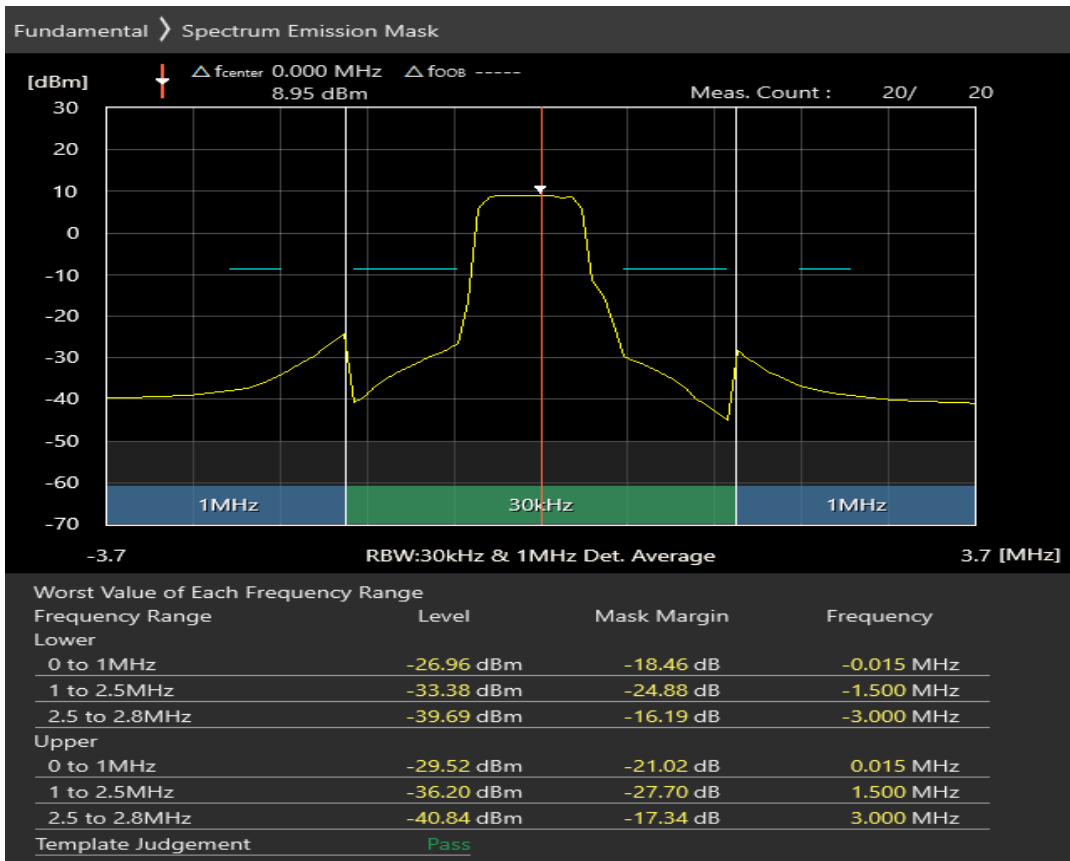 Fundamental ❯ Spectrum Emission Mask
[dBm] △ fcenter 0.000 MHz △ fOOB -----
8.95 dBm Meas. Count : 20/ 20
30
20
10
0
-10
-20
-30
-40
-50
-60
1MHz 30kHz 1MHz
-70
-3.7 RBW:30kHz & 1MHz Det. Average 3.7 [MHz]
Worst Value of Each Frequency Range
Frequency Range Level Mask Margin Frequency
Lower
0 to 1MHz -26.96 dBm -18.46 dB -0.015 MHz
1 to 2.5MHz -33.38 dBm -24.88 dB -1.500 MHz
2.5 to 2.8MHz -39.69 dBm -16.19 dB -3.000 MHz
Upper
0 to 1MHz -29.52 dBm -21.02 dB 0.015 MHz
1 to 2.5MHz -36.20 dBm -27.70 dB 1.500 MHz
2.5 to 2.8MHz -40.84 dBm -17.34 dB 3.000 MHz
Template Judgement Pass